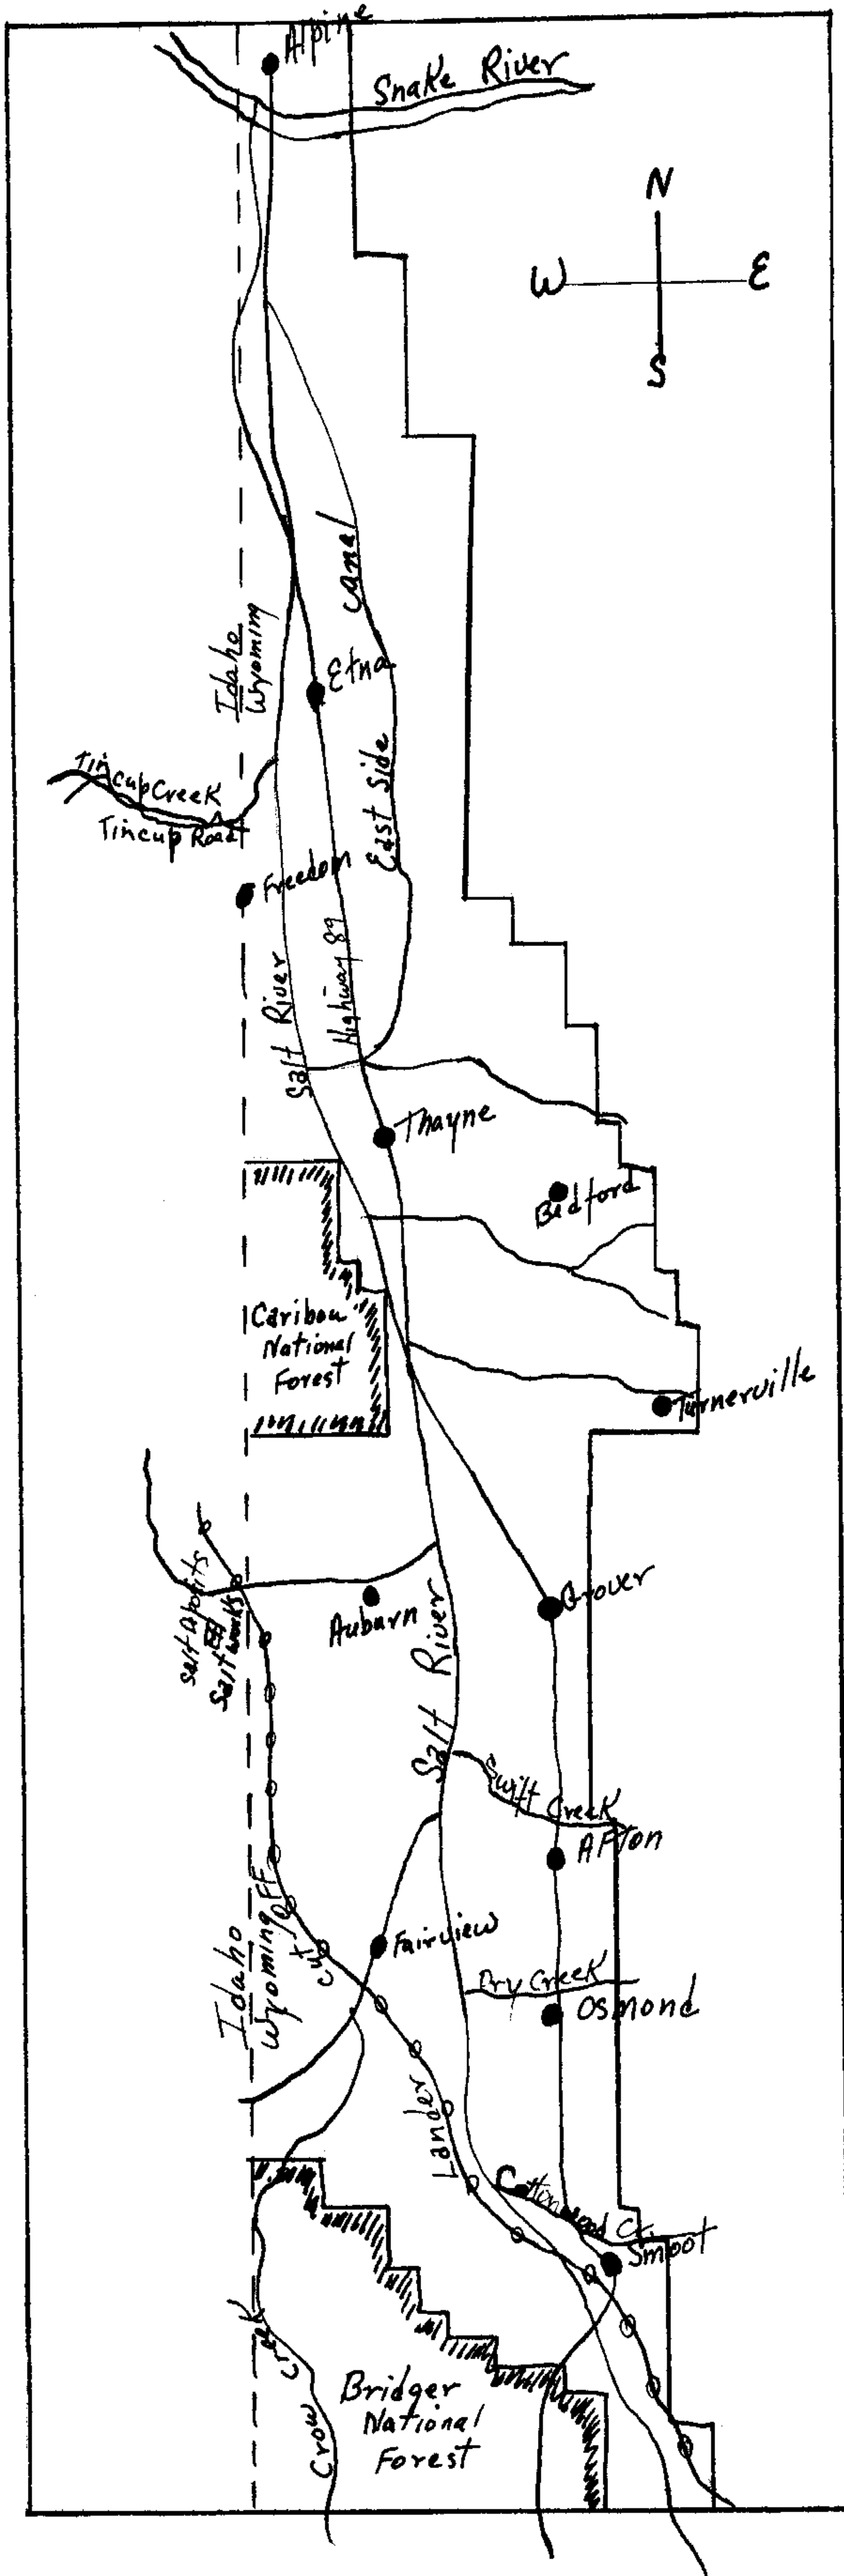 Alpine
Snake River
N
W
E
S
Canal
Idaho
Wyoming
Etna
Tin
Cup Creek
Tincup Road
East Side
Freedom
Highway 89
Salt River
Thayne
Bedford
Caribou
National
Forest
Turnerville
Grover
Auburn
Salt Works
Salt River
Swift Creek
Afton
Fairview
Cut OFF
Idaho
Wyoming
Dry Creek
Osmond
Lander
Cottonwood Cr.
Smoot
Crow Creek
Bridger
National
Forest